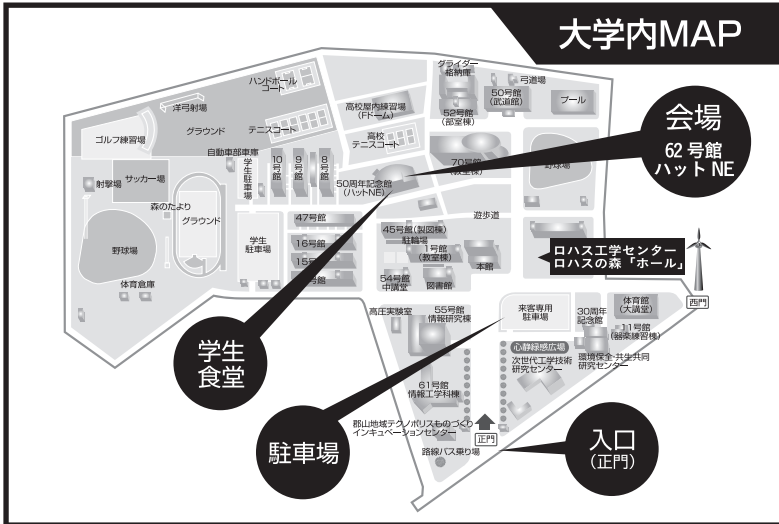 大学内MAP
グライダー
格納庫
弓道場
50号館
(武道館)
プール
52号館
(部室棟)
ハンドボール
コート
洋弓射場
高校屋内練習場
(Fドーム)
ゴルフ練習場
グラウンド
テニスコート
高校
テニスコート
会場
62号館
ハットNE
自動車部車庫
学生駐車場
10号館
9号館
8号館
50周年記念館
(ハットNE)
70号館
(教室棟)
野球場
射撃場
サッカー場
森のたより
グラウンド
47号館
遊歩道
学生
駐車場
16号館
45号館(製図棟)
駐輪場
1号館
(教室棟)
本館
ロハス工学センター
ロハスの森「ホール」
野球場
体育倉庫
54号館
中講堂
図書館
西門
高圧実験室
55号館
情報研究棟
来客専用
駐車場
30周年
記念館
体育館
(大講堂)
11号館
(器楽練習棟)
心静緑感広場
次世代工学技術
研究センター
環境保全・共生共同
研究センター
学生
食堂
61号館
情報工学科棟
駐車場
郡山地域テクノポリスものづくり
インキュベーションセンター
正門
路線バス乗り場
入口
(正門)